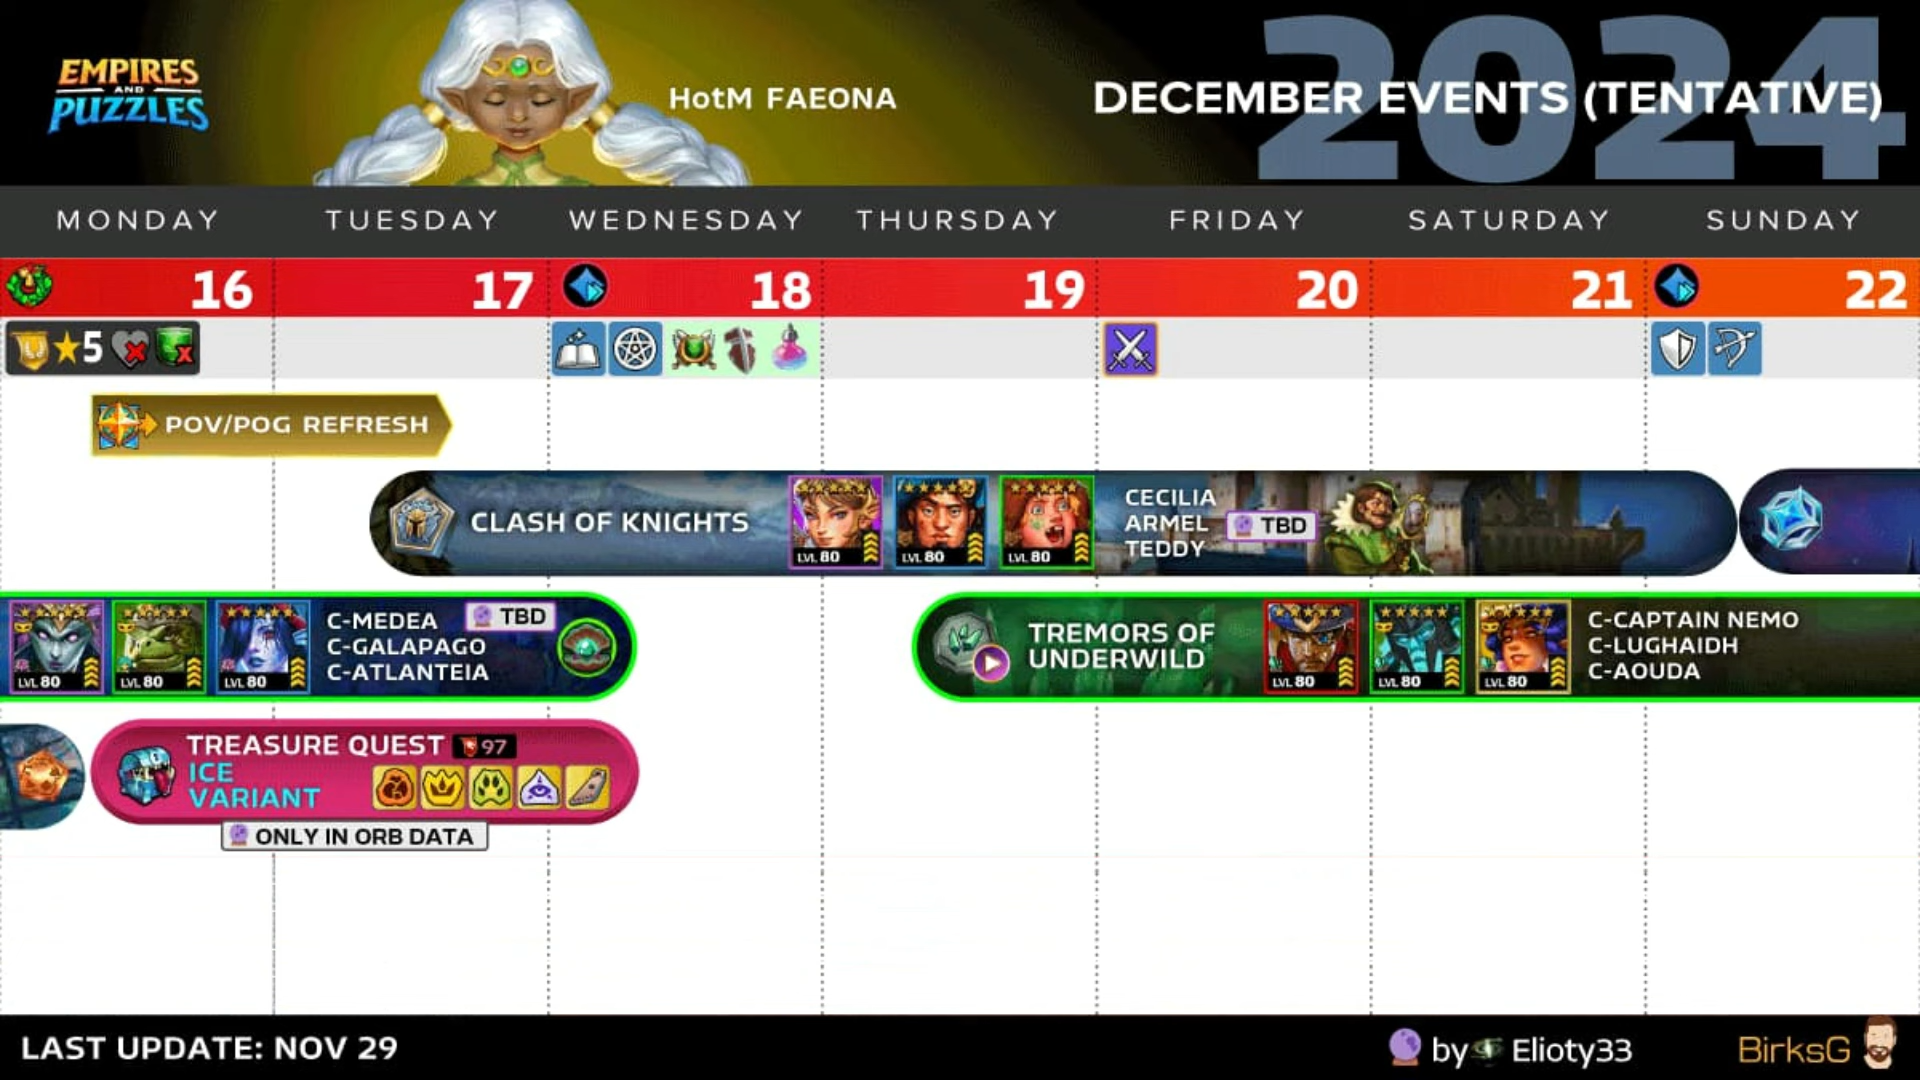 EMPIRES
AND
PUZZLES
HotM FAEONA
2024
DECEMBER EVENTS (TENTATIVE)
MONDAY TUESDAY WEDNESDAY THURSDAY FRIDAY SATURDAY SUNDAY
16 17 18 19 20 21 22
5
POV/POG REFRESH
CLASH OF KNIGHTS
LVL 80 LVL 80 LVL 80
CECILIA
ARMEL
TEDDY
TBD
LVL 80 LVL 80 LVL 80
C-MEDEA
C-GALAPAGO
C-ATLANTEIA
TBD
TREMORS OF
UNDERWILD
LVL 80 LVL 80 LVL 80
C-CAPTAIN NEMO
C-LUGHAIDH
C-AOUDA
TREASURE QUEST 97
ICE
VARIANT
ONLY IN ORB DATA
LAST UPDATE: NOV 29
by Elioty33
BirksG